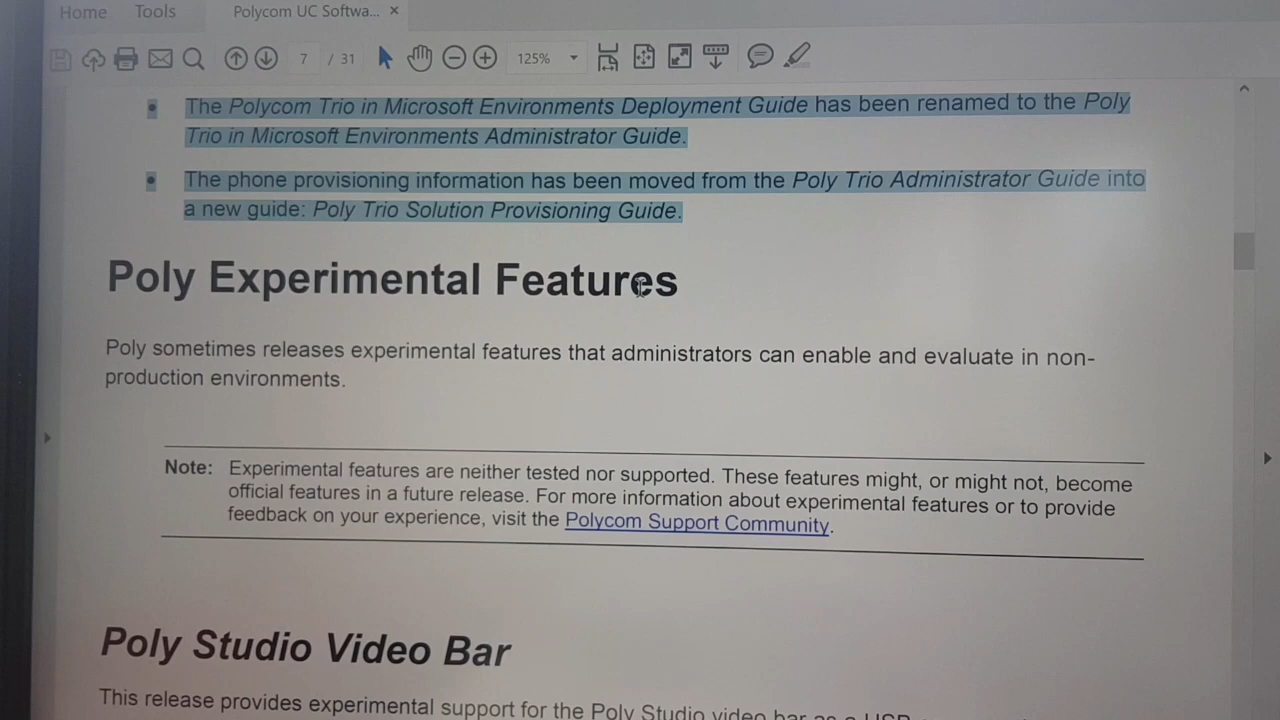 Home Tools Polycom UC Softwa... ×
7 / 31 125%
• The Polycom Trio in Microsoft Environments Deployment Guide has been renamed to the Poly
Trio in Microsoft Environments Administrator Guide.
• The phone provisioning information has been moved from the Poly Trio Administrator Guide into
a new guide: Poly Trio Solution Provisioning Guide.
Poly Experimental Features
Poly sometimes releases experimental features that administrators can enable and evaluate in non-
production environments.
Note: Experimental features are neither tested nor supported. These features might, or might not, become
official features in a future release. For more information about experimental features or to provide
feedback on your experience, visit the Polycom Support Community.
Poly Studio Video Bar
This release provides experimental support for the Poly Studio video bar as a USB